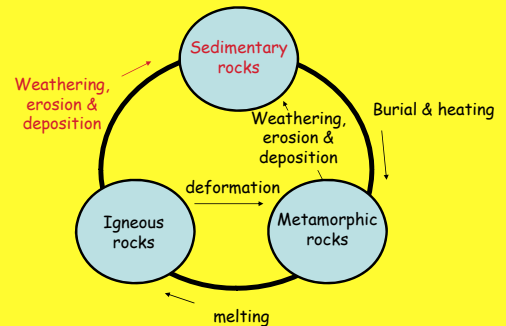 Sedimentary
rocks
Weathering,
erosion &
deposition
Weathering,
erosion &
deposition
Burial & heating
deformation
Igneous
rocks
Metamorphic
rocks
melting